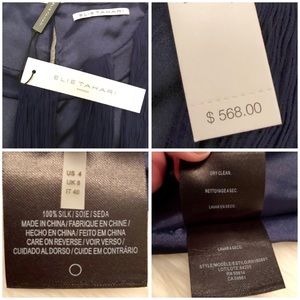 ELIE TAHARI
ELIE TAHARI
$ 568.00
US 4
UK 8
IT 40
100% SILK / SOIE / SEDA
MADE IN CHINA / FABRIQUE EN CHINE /
HECHO EN CHINA / FEITO EM CHINA
CARE ON REVERSE / VOIR VERSO /
CUIDADO AL DORSO / CUIDE EM CONTRÁRIO
DRY CLEAN.
NETTOYAGE A SEC.
LAVAR A SECO.